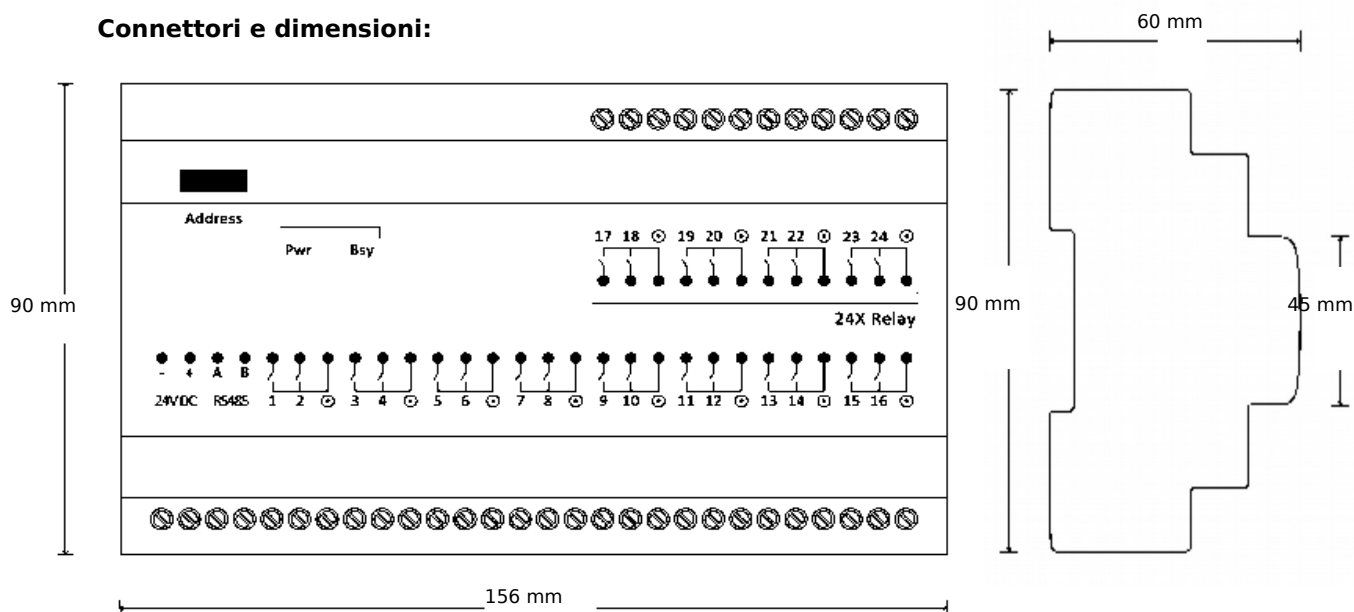 Connettori e dimensioni:
60 mm
Address
Pwr Bsy
17 18 19 20 21 22 23 24
90 mm
90 mm
45 mm
24X Relay
- + A B
24VDC RS485 1 2 3 4 5 6 7 8 9 10 11 12 13 14 15 16
156 mm